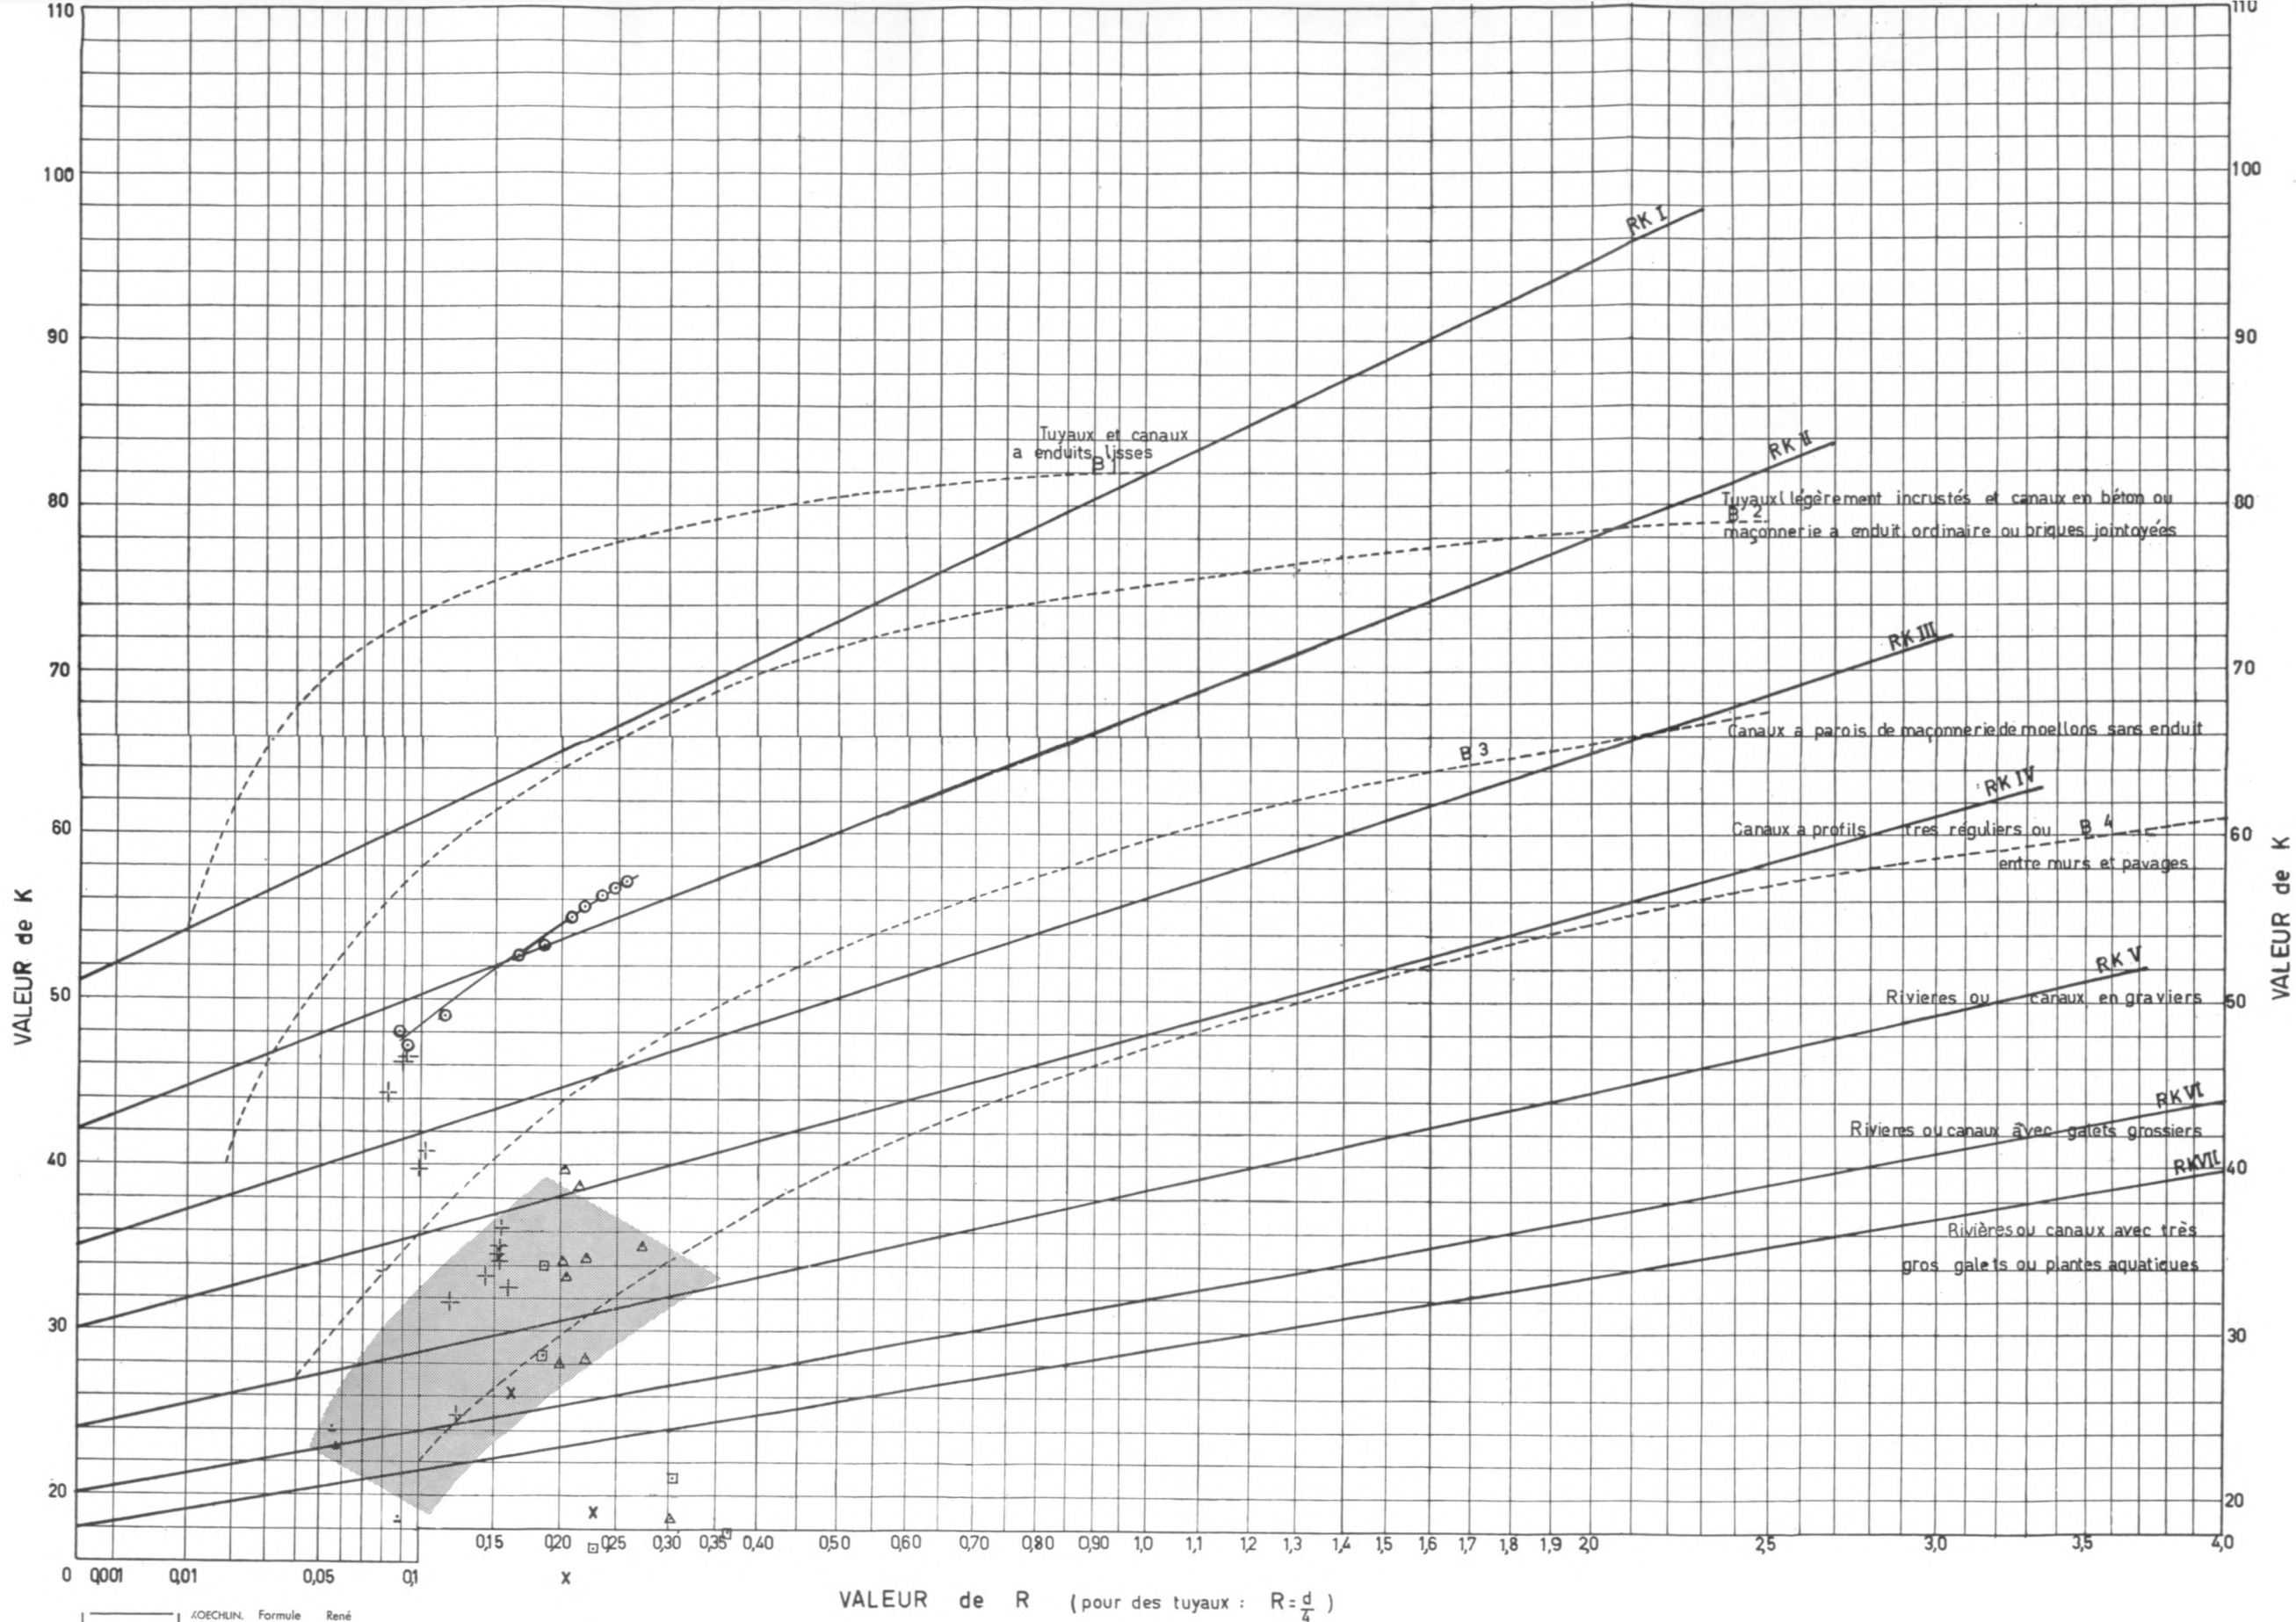 110
110
100
100
RK I
90
90
Tuyaux et canaux
a enduits lisses
B 1
RK II
80
Tuyaux légèrement incrustés et canaux en béton ou
80
B 2
maçonnerie a enduit ordinaire ou briques jointoyées
RK III
70
70
Canaux a parois de maçonnerie de moellons sans enduit
B 3
RK IV
60
Canaux a profils tres réguliers ou
B 4
60
entre murs et pavages
VALEUR de K
VALEUR de K
RK V
50
Rivieres ou canaux en graviers
50
RK VI
Rivieres ou canaux avec galets grossiers
40
RK VII
40
Rivières ou canaux avec très
gros galets ou plantes aquatiques
30
30
20
20
0,15 0,20 0,25 0,30 0,35 0,40 0,50 0,60 0,70 0,80 0,90 1,0 1,1 1,2 1,3 1,4 1,5 1,6 1,7 1,8 1,9 2,0 2,5 3,0 3,5 4,0
0 0,001 0,01 0,05 0,1
VALEUR de R (pour des tuyaux : R = d/4 )
KOECHLIN. Formule René